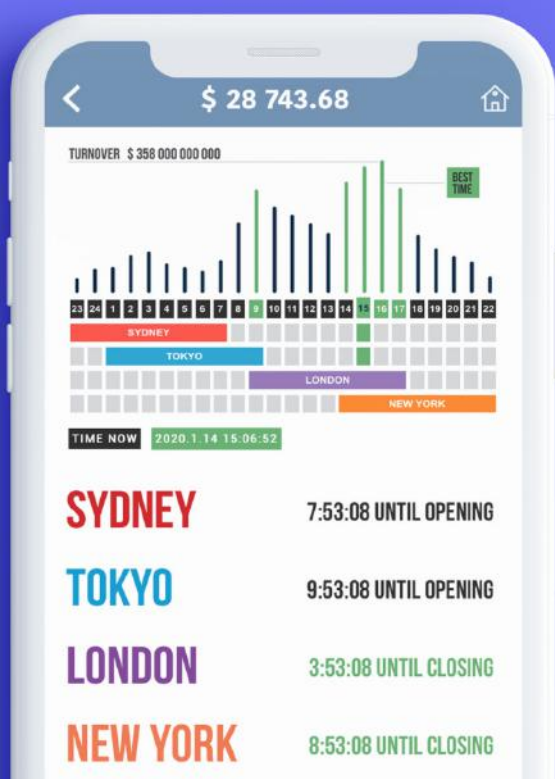 $ 28 743.68
TURNOVER $ 358 000 000 000
BEST
TIME
23 24 1 2 3 4 5 6 7 8 9 10 11 12 13 14 15 16 17 18 19 20 21 22
SYDNEY
TOKYO
LONDON
NEW YORK
TIME NOW 2020.1.14 15:06:52
SYDNEY 7:53:08 UNTIL OPENING
TOKYO 9:53:08 UNTIL OPENING
LONDON 3:53:08 UNTIL CLOSING
NEW YORK 8:53:08 UNTIL CLOSING